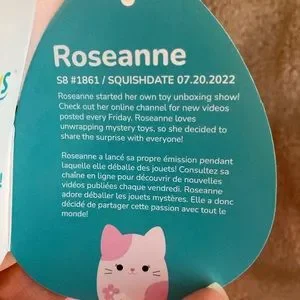 Roseanne
S8 #1861 / SQUISHDATE 07.20.2022
Roseanne started her own toy unboxing show!
Check out her online channel for new videos
posted every Friday. Roseanne loves
unwrapping mystery toys, so she decided to
share the surprise with everyone!
Roseanne a lancé sa propre émission pendant
laquelle elle déballe des jouets! Consultez sa
chaîne en ligne pour découvrir de nouvelles
vidéos publiées chaque vendredi. Roseanne
adore déballer les jouets mystères. Elle a donc
décidé de partager cette passion avec tout le
monde!